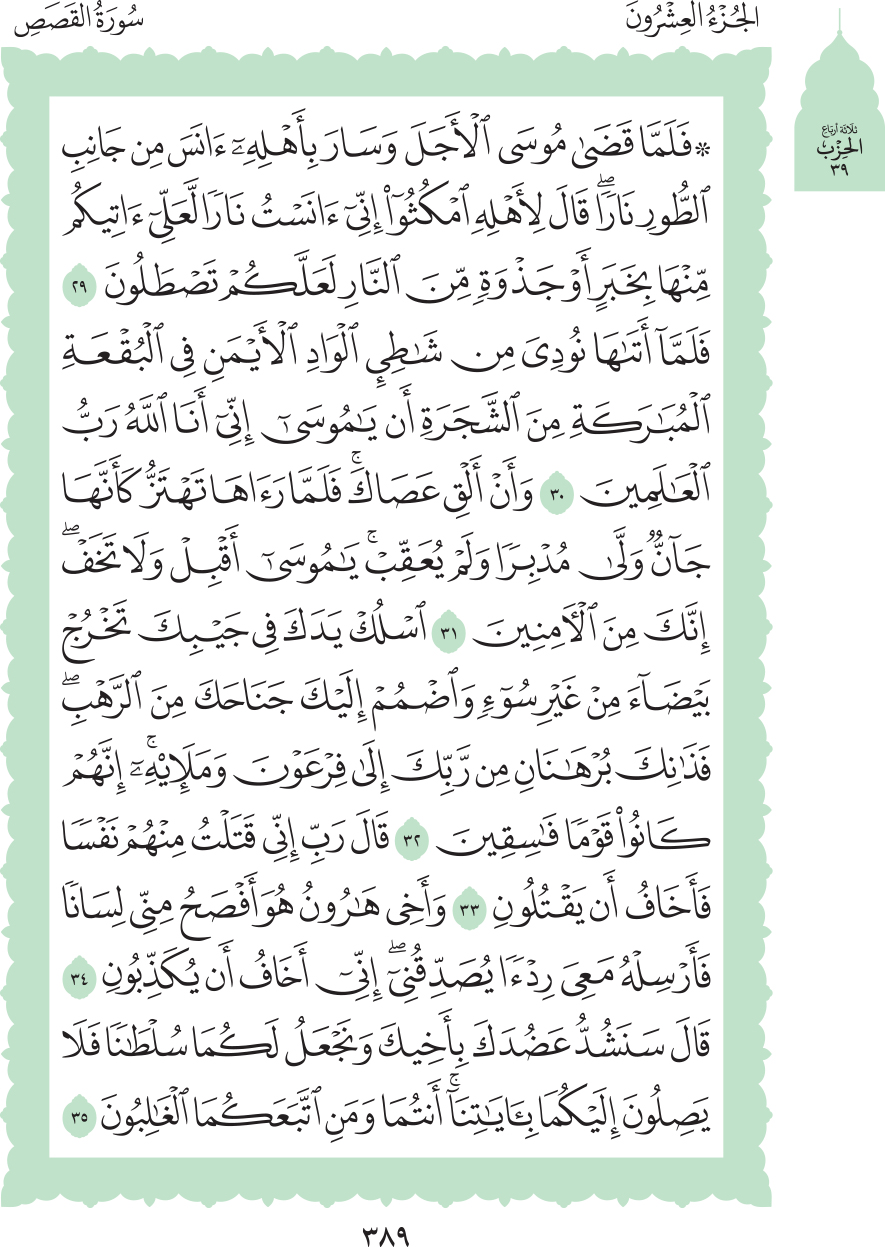 الجُزْءُ العِشْرُونَ
سُورَةُ القَصَصِ
ثلاثة أرباع
الحِزْب
٣٩
۞ فَلَمَّا قَضَىٰ مُوسَى ٱلۡأَجَلَ وَسَارَ بِأَهۡلِهِۦٓ ءَانَسَ مِن جَانِبِ
ٱلطُّورِ نَارٗاۖ قَالَ لِأَهۡلِهِ ٱمۡكُثُوٓاْ إِنِّيٓ ءَانَسۡتُ نَارٗا لَّعَلِّيٓ ءَاتِيكُم
مِّنۡهَا بِخَبَرٍ أَوۡ جَذۡوَةٖ مِّنَ ٱلنَّارِ لَعَلَّكُمۡ تَصۡطَلُونَ ٢٩
فَلَمَّآ أَتَىٰهَا نُودِيَ مِن شَٰطِيِٕ ٱلۡوَادِ ٱلۡأَيۡمَنِ فِي ٱلۡبُقۡعَةِ
ٱلۡمُبَٰرَكَةِ مِنَ ٱلشَّجَرَةِ أَن يَٰمُوسَىٰٓ إِنِّيٓ أَنَا ٱللَّهُ رَبُّ
ٱلۡعَٰلَمِينَ ٣٠ وَأَنۡ أَلۡقِ عَصَاكَۚ فَلَمَّا رَءَاهَا تَهۡتَزُّ كَأَنَّهَا
جَآنّٞ وَلَّىٰ مُدۡبِرٗا وَلَمۡ يُعَقِّبۡۚ يَٰمُوسَىٰٓ أَقۡبِلۡ وَلَا تَخَفۡۖ
إِنَّكَ مِنَ ٱلۡأٓمِنِينَ ٣١ ٱسۡلُكۡ يَدَكَ فِي جَيۡبِكَ تَخۡرُجۡ
بَيۡضَآءَ مِنۡ غَيۡرِ سُوٓءٖ وَٱضۡمُمۡ إِلَيۡكَ جَنَاحَكَ مِنَ ٱلرَّهۡبِۖ
فَذَٰنِكَ بُرۡهَٰنَانِ مِن رَّبِّكَ إِلَىٰ فِرۡعَوۡنَ وَمَلَإِيْهِۦٓۚ إِنَّهُمۡ
كَانُواْ قَوۡمٗا فَٰسِقِينَ ٣٢ قَالَ رَبِّ إِنِّي قَتَلۡتُ مِنۡهُمۡ نَفۡسٗا
فَأَخَافُ أَن يَقۡتُلُونِ ٣٣ وَأَخِي هَٰرُونُ هُوَ أَفۡصَحُ مِنِّي لِسَانٗا
فَأَرۡسِلۡهُ مَعِيَ رِدۡءٗا يُصَدِّقُنِيٓۖ إِنِّيٓ أَخَافُ أَن يُكَذِّبُونِ ٣٤
قَالَ سَنَشُدُّ عَضُدَكَ بِأَخِيكَ وَنَجۡعَلُ لَكُمَا سُلۡطَٰنٗا فَلَا
يَصِلُونَ إِلَيۡكُمَا بِـَٔايَٰتِنَآۚ أَنتُمَا وَمَنِ ٱتَّبَعَكُمَا ٱلۡغَٰلِبُونَ ٣٥
٣٨٩